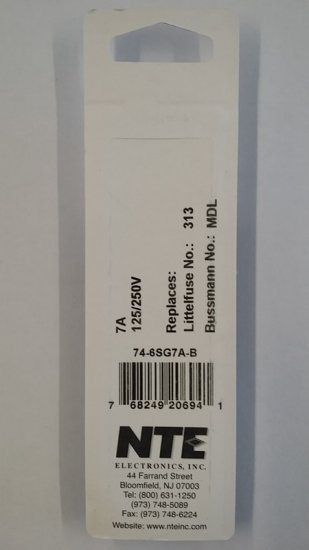 7A
125/250V
Replaces:
Littelfuse No.: 313
Bussmann No.: MDL
74-6SG7A-B
7 68249 20694 1
NTE
ELECTRONICS, INC.
44 Farrand Street
Bloomfield, NJ 07003
Tel: (800) 631-1250
(973) 748-5089
Fax: (973) 748-6224
Website: www.nteinc.com